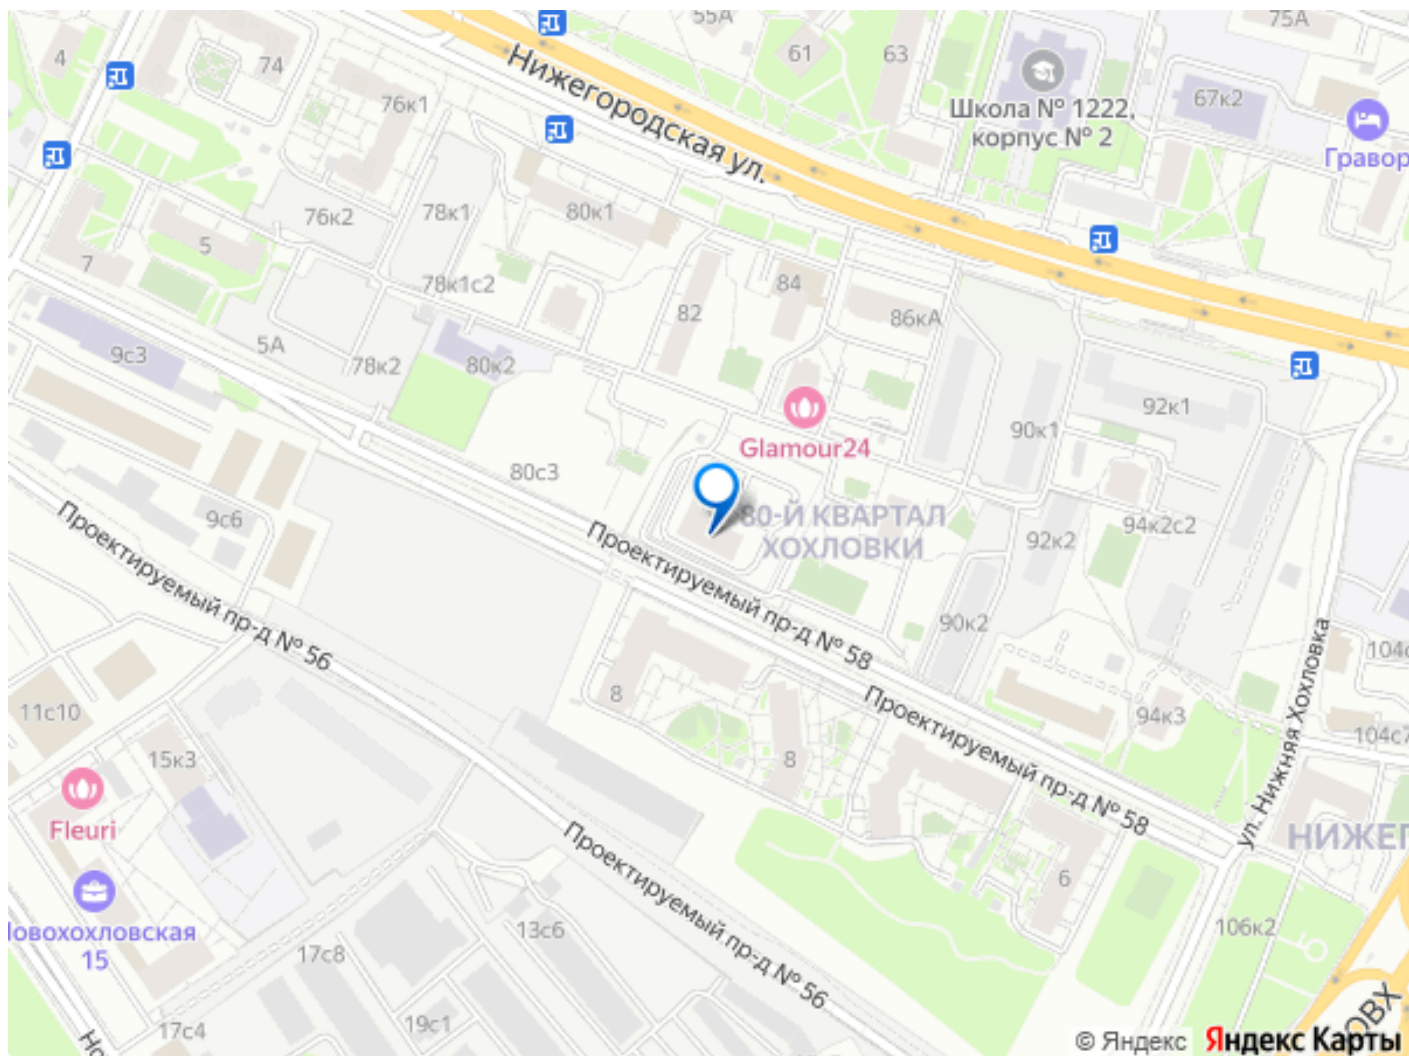 55А
75А
4
74
61
63
Нижегородская ул.
76к1
Школа № 1222,
корпус № 2
67к2
Гравор
76к2
78к1
80к1
5
7
78к1с2
82
84
86кА
5А
9с3
78к2
80к2
92к1
90к1
Glamour24
80с3
80-Й КВАРТАЛ
ХОХЛОВКИ
9с6
94к2с2
92к2
Проектируемый пр-д № 56
Проектируемый пр-д № 58
90к2
104с
8
11с10
94к3
104с7
ул. Нижняя Хохловка
Проектируемый пр-д № 58
15к3
8
Fleuri
НИЖЕГ
6
Проектируемый пр-д № 56
овохохловская
15
13с6
106к2
17с8
17с4
19с1
Но
ОВХ
© Яндекс Яндекс Карты